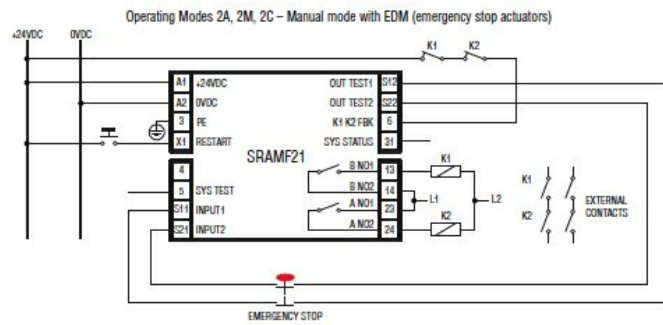 Operating Modes 2A, 2M, 2C – Manual mode with EDM (emergency stop actuators)
+24VDC
0VDC
K1
K2
A1
+24VDC
OUT TEST1
S12
A2
0VDC
OUT TEST2
S22
3
PE
K1 K2 FBK
6
X1
RESTART
SYS STATUS
31
SRAMF21
4
B NO1
13
K1
5
SYS TEST
B NO2
14
L1
L2
S11
INPUT1
A NO1
23
S21
INPUT2
A NO2
24
K2
K1
K2
EXTERNAL
CONTACTS
EMERGENCY STOP